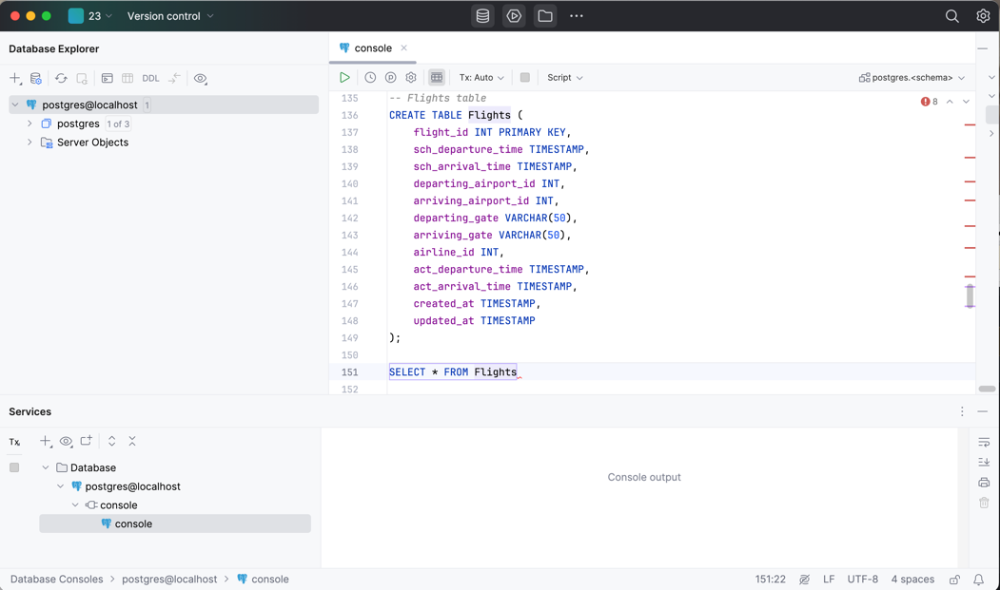 23 Version control
Database Explorer
console
DDL
Tx: Auto
Script
postgres.<schema>
postgres@localhost 1
postgres 1 of 3
Server Objects
8
135 -- Flights table
136 CREATE TABLE Flights (
137 flight_id INT PRIMARY KEY,
138 sch_departure_time TIMESTAMP,
139 sch_arrival_time TIMESTAMP,
140 departing_airport_id INT,
141 arriving_airport_id INT,
142 departing_gate VARCHAR(50),
143 arriving_gate VARCHAR(50),
144 airline_id INT,
145 act_departure_time TIMESTAMP,
146 act_arrival_time TIMESTAMP,
147 created_at TIMESTAMP,
148 updated_at TIMESTAMP
149 );
150
151 SELECT * FROM Flights
152
Services
Tx
Database
postgres@localhost
console
console
Console output
Database Consoles > postgres@localhost > console
151:22 LF UTF-8 4 spaces